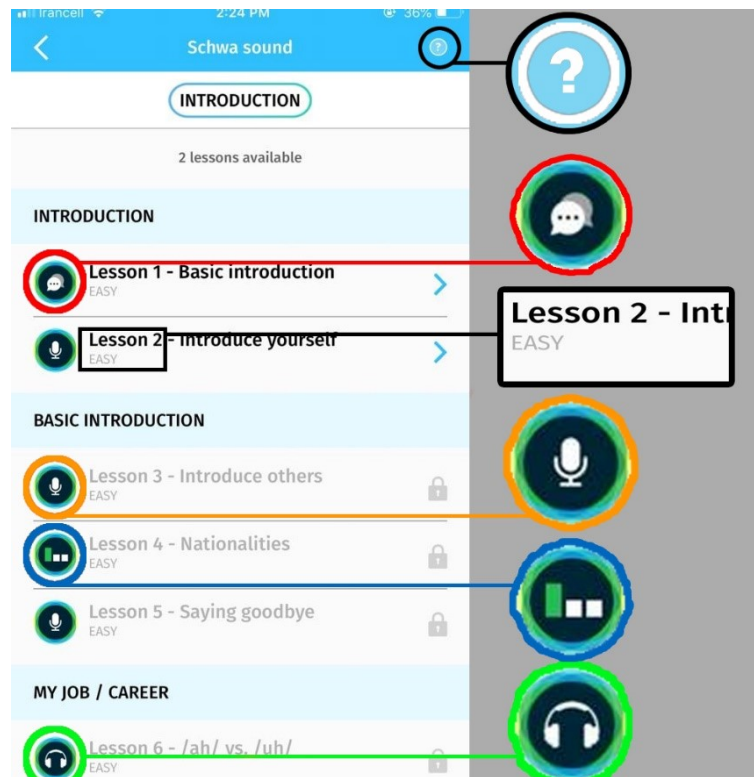 Irancell 2:24 PM 36%
Schwa sound ?
?
INTRODUCTION
2 lessons available
INTRODUCTION
Lesson 1 - Basic introduction
EASY
Lesson 2 - Introduce yourself
EASY
Lesson 2 - Int
EASY
BASIC INTRODUCTION
Lesson 3 - Introduce others
EASY
Lesson 4 - Nationalities
EASY
Lesson 5 - Saying goodbye
EASY
MY JOB / CAREER
Lesson 6 - /ah/ vs. /uh/
EASY